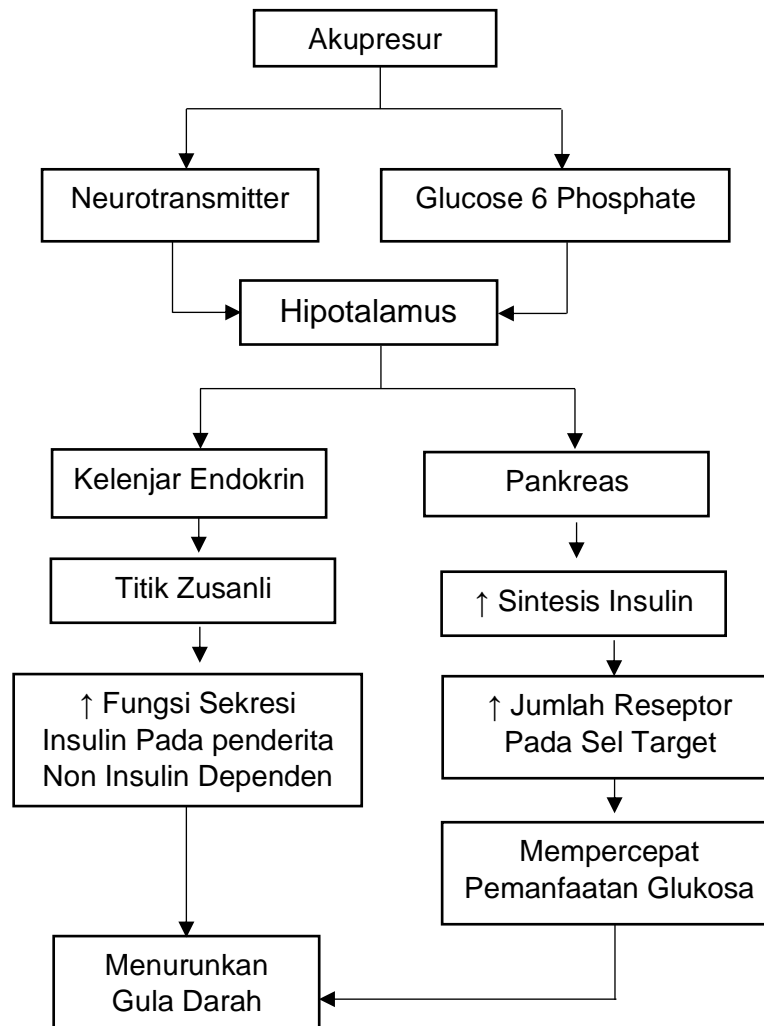 Akupresur
Neurotransmitter
Glucose 6 Phosphate
Hipotalamus
Kelenjar Endokrin
Pankreas
Titik Zusanli
↑ Sintesis Insulin
↑ Fungsi Sekresi
Insulin Pada penderita
Non Insulin Dependen
↑ Jumlah Reseptor
Pada Sel Target
Mempercepat
Pemanfaatan Glukosa
Menurunkan
Gula Darah